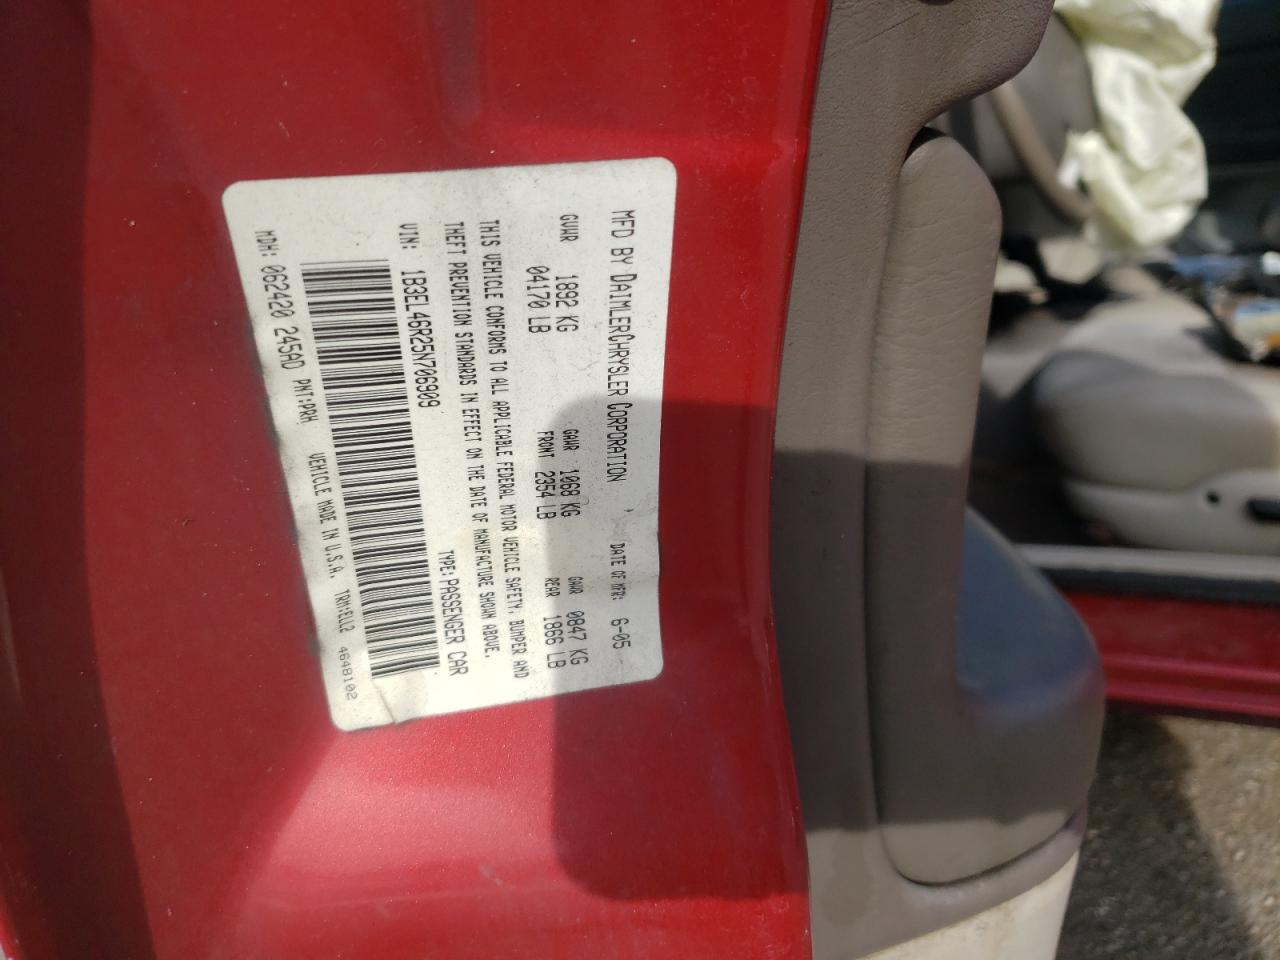 MFD BY DAIMLERCHRYSLER CORPORATION DATE OF MFR: 6-05
GVWR 1892 KG GAWR 1068 KG GAWR 0847 KG
04170 LB FRONT 2354 LB REAR 1866 LB
THIS VEHICLE CONFORMS TO ALL APPLICABLE FEDERAL MOTOR VEHICLE SAFETY, BUMPER AND
THEFT PREVENTION STANDARDS IN EFFECT ON THE DATE OF MANUFACTURE SHOWN ABOVE.
VIN: 1B3EL46R25N706909 TYPE: PASSENGER CAR
MDH: 062420 245AD PNT:PRH VEHICLE MADE IN U.S.A. TRM:ELL2 4648102